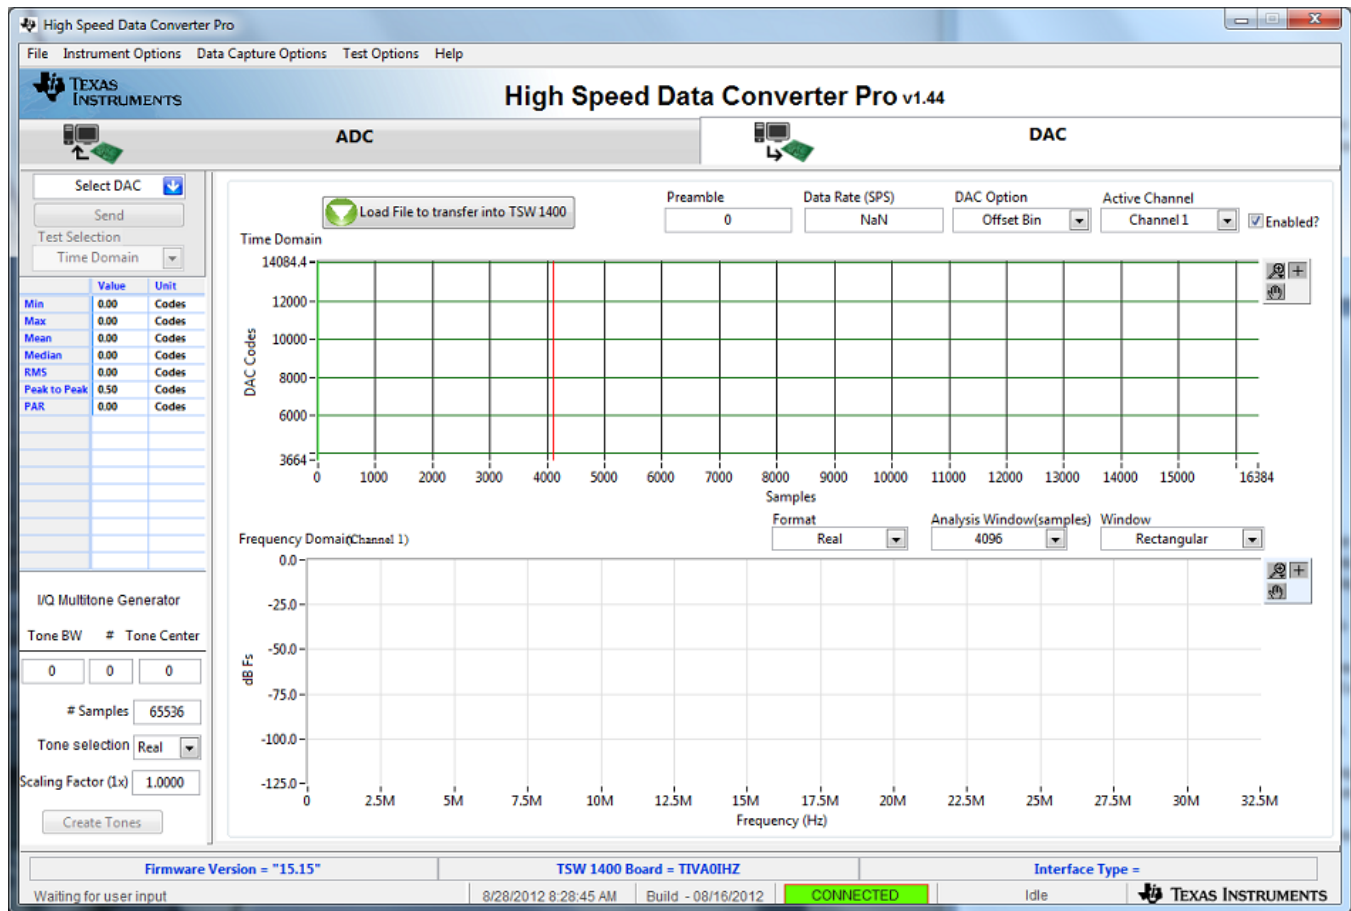 High Speed Data Converter Pro
File Instrument Options Data Capture Options Test Options Help
TEXAS INSTRUMENTS
High Speed Data Converter Pro v1.44
ADC
DAC
Select DAC
Send
Test Selection
Time Domain
Value Unit
Min 0.00 Codes
Max 0.00 Codes
Mean 0.00 Codes
Median 0.00 Codes
RMS 0.00 Codes
Peak to Peak 0.50 Codes
PAR 0.00 Codes
I/Q Multitone Generator
Tone BW # Tone Center
0 0 0
# Samples 65536
Tone selection Real
Scaling Factor (1x) 1.0000
Create Tones
Load File to transfer into TSW 1400
Preamble
0
Data Rate (SPS)
NaN
DAC Option
Offset Bin
Active Channel
Channel 1
Enabled?
Time Domain
14084.4
12000
10000
8000
6000
3664
DAC Codes
0 1000 2000 3000 4000 5000 6000 7000 8000 9000 10000 11000 12000 13000 14000 15000 16384
Samples
Format
Real
Analysis Window(samples)
4096
Window
Rectangular
Frequency Domain(Channel 1)
0.0
-25.0
-50.0
-75.0
-100.0
-125.0
dB Fs
0 2.5M 5M 7.5M 10M 12.5M 15M 17.5M 20M 22.5M 25M 27.5M 30M 32.5M
Frequency (Hz)
Firmware Version = "15.15"
TSW 1400 Board = TIVA0IHZ
Interface Type =
Waiting for user input
8/28/2012 8:28:45 AM
Build - 08/16/2012
CONNECTED
Idle
TEXAS INSTRUMENTS